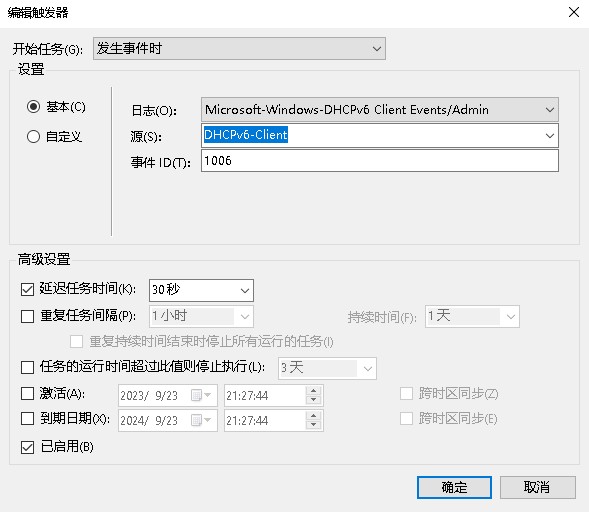 编辑触发器
开始任务(G): 发生事件时
设置
基本(C)
自定义
日志(O): Microsoft-Windows-DHCPv6 Client Events/Admin
源(S): DHCPv6-Client
事件 ID(T): 1006
高级设置
延迟任务时间(K): 30秒
重复任务间隔(P): 1小时 持续时间(F): 1天
重复持续时间结束时停止所有运行的任务(I)
任务的运行时间超过此值则停止执行(L): 3天
激活(A): 2023/ 9/23 21:27:44 跨时区同步(Z)
到期日期(X): 2024/ 9/23 21:27:44 跨时区同步(E)
已启用(B)
确定 取消